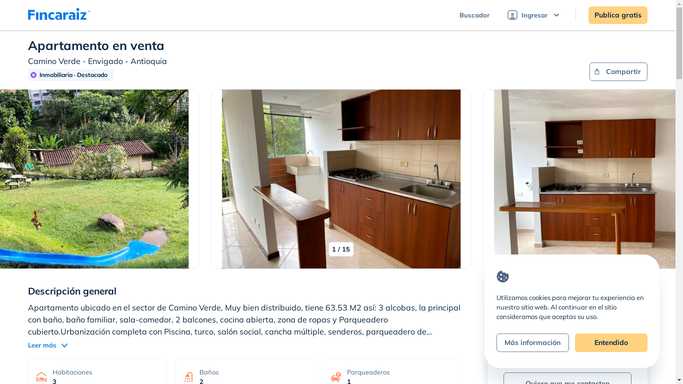 Fincaraiz
Buscador
Ingresar
Publica gratis
Apartamento en venta
Camino Verde - Envigado - Antioquia
Inmobiliaria · Destacado
Compartir
1 / 15
Descripción general
Apartamento ubicado en el sector de Camino Verde, Muy bien distribuido, tiene 63.53 M2 así: 3 alcobas, la principal
con baño, baño familiar, sala-comedor, 2 balcones, cocina abierta, zona de ropas y Parqueadero
cubierto.Urbanización completa con Piscina, turco, salón social, cancha múltiple, senderos, parqueadero de...
Leer más
Habitaciones
3
Baños
2
Parqueaderos
1
Utilizamos cookies para mejorar tu experiencia en
nuestro sitio web. Al continuar en el sitio
consideramos que aceptas su uso.
Más información
Entendido
Quiero que me contacten